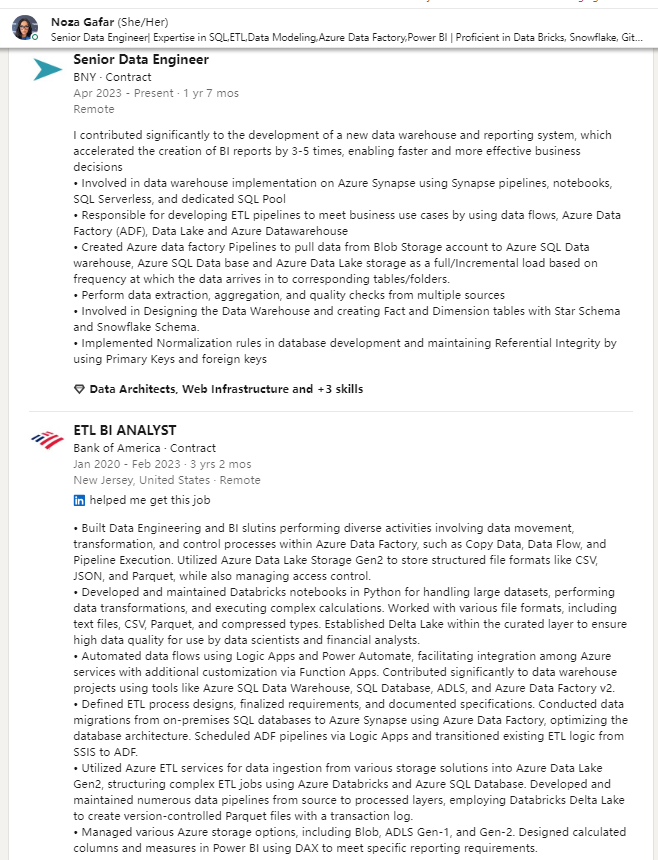 Noza Gafar (She/Her)
Senior Data Engineer| Expertise in SQL,ETL,Data Modeling,Azure Data Factory,Power BI | Proficient in Data Bricks, Snowflake, Git...
Senior Data Engineer
BNY · Contract
Apr 2023 - Present · 1 yr 7 mos
Remote
I contributed significantly to the development of a new data warehouse and reporting system, which
accelerated the creation of BI reports by 3-5 times, enabling faster and more effective business
decisions
• Involved in data warehouse implementation on Azure Synapse using Synapse pipelines, notebooks,
SQL Serverless, and dedicated SQL Pool
• Responsible for developing ETL pipelines to meet business use cases by using data flows, Azure Data
Factory (ADF), Data Lake and Azure Datawarehouse
• Created Azure data factory Pipelines to pull data from Blob Storage account to Azure SQL Data
warehouse, Azure SQL Data base and Azure Data Lake storage as a full/Incremental load based on
frequency at which the data arrives in to corresponding tables/folders.
• Perform data extraction, aggregation, and quality checks from multiple sources
• Involved in Designing the Data Warehouse and creating Fact and Dimension tables with Star Schema
and Snowflake Schema.
• Implemented Normalization rules in database development and maintaining Referential Integrity by
using Primary Keys and foreign keys
Data Architects, Web Infrastructure and +3 skills
ETL BI ANALYST
Bank of America · Contract
Jan 2020 - Feb 2023 · 3 yrs 2 mos
New Jersey, United States · Remote
in helped me get this job
• Built Data Engineering and BI slutins performing diverse activities involving data movement,
transformation, and control processes within Azure Data Factory, such as Copy Data, Data Flow, and
Pipeline Execution. Utilized Azure Data Lake Storage Gen2 to store structured file formats like CSV,
JSON, and Parquet, while also managing access control.
• Developed and maintained Databricks notebooks in Python for handling large datasets, performing
data transformations, and executing complex calculations. Worked with various file formats, including
text files, CSV, Parquet, and compressed types. Established Delta Lake within the curated layer to ensure
high data quality for use by data scientists and financial analysts.
• Automated data flows using Logic Apps and Power Automate, facilitating integration among Azure
services with additional customization via Function Apps. Contributed significantly to data warehouse
projects using tools like Azure SQL Data Warehouse, SQL Database, ADLS, and Azure Data Factory v2.
• Defined ETL process designs, finalized requirements, and documented specifications. Conducted data
migrations from on-premises SQL databases to Azure Synapse using Azure Data Factory, optimizing the
database architecture. Scheduled ADF pipelines via Logic Apps and transitioned existing ETL logic from
SSIS to ADF.
• Utilized Azure ETL services for data ingestion from various storage solutions into Azure Data Lake
Gen2, structuring complex ETL jobs using Azure Databricks and Azure SQL Database. Developed and
maintained numerous data pipelines from source to processed layers, employing Databricks Delta Lake
to create version-controlled Parquet files with a transaction log.
• Managed various Azure storage options, including Blob, ADLS Gen-1, and Gen-2. Designed calculated
columns and measures in Power BI using DAX to meet specific reporting requirements.